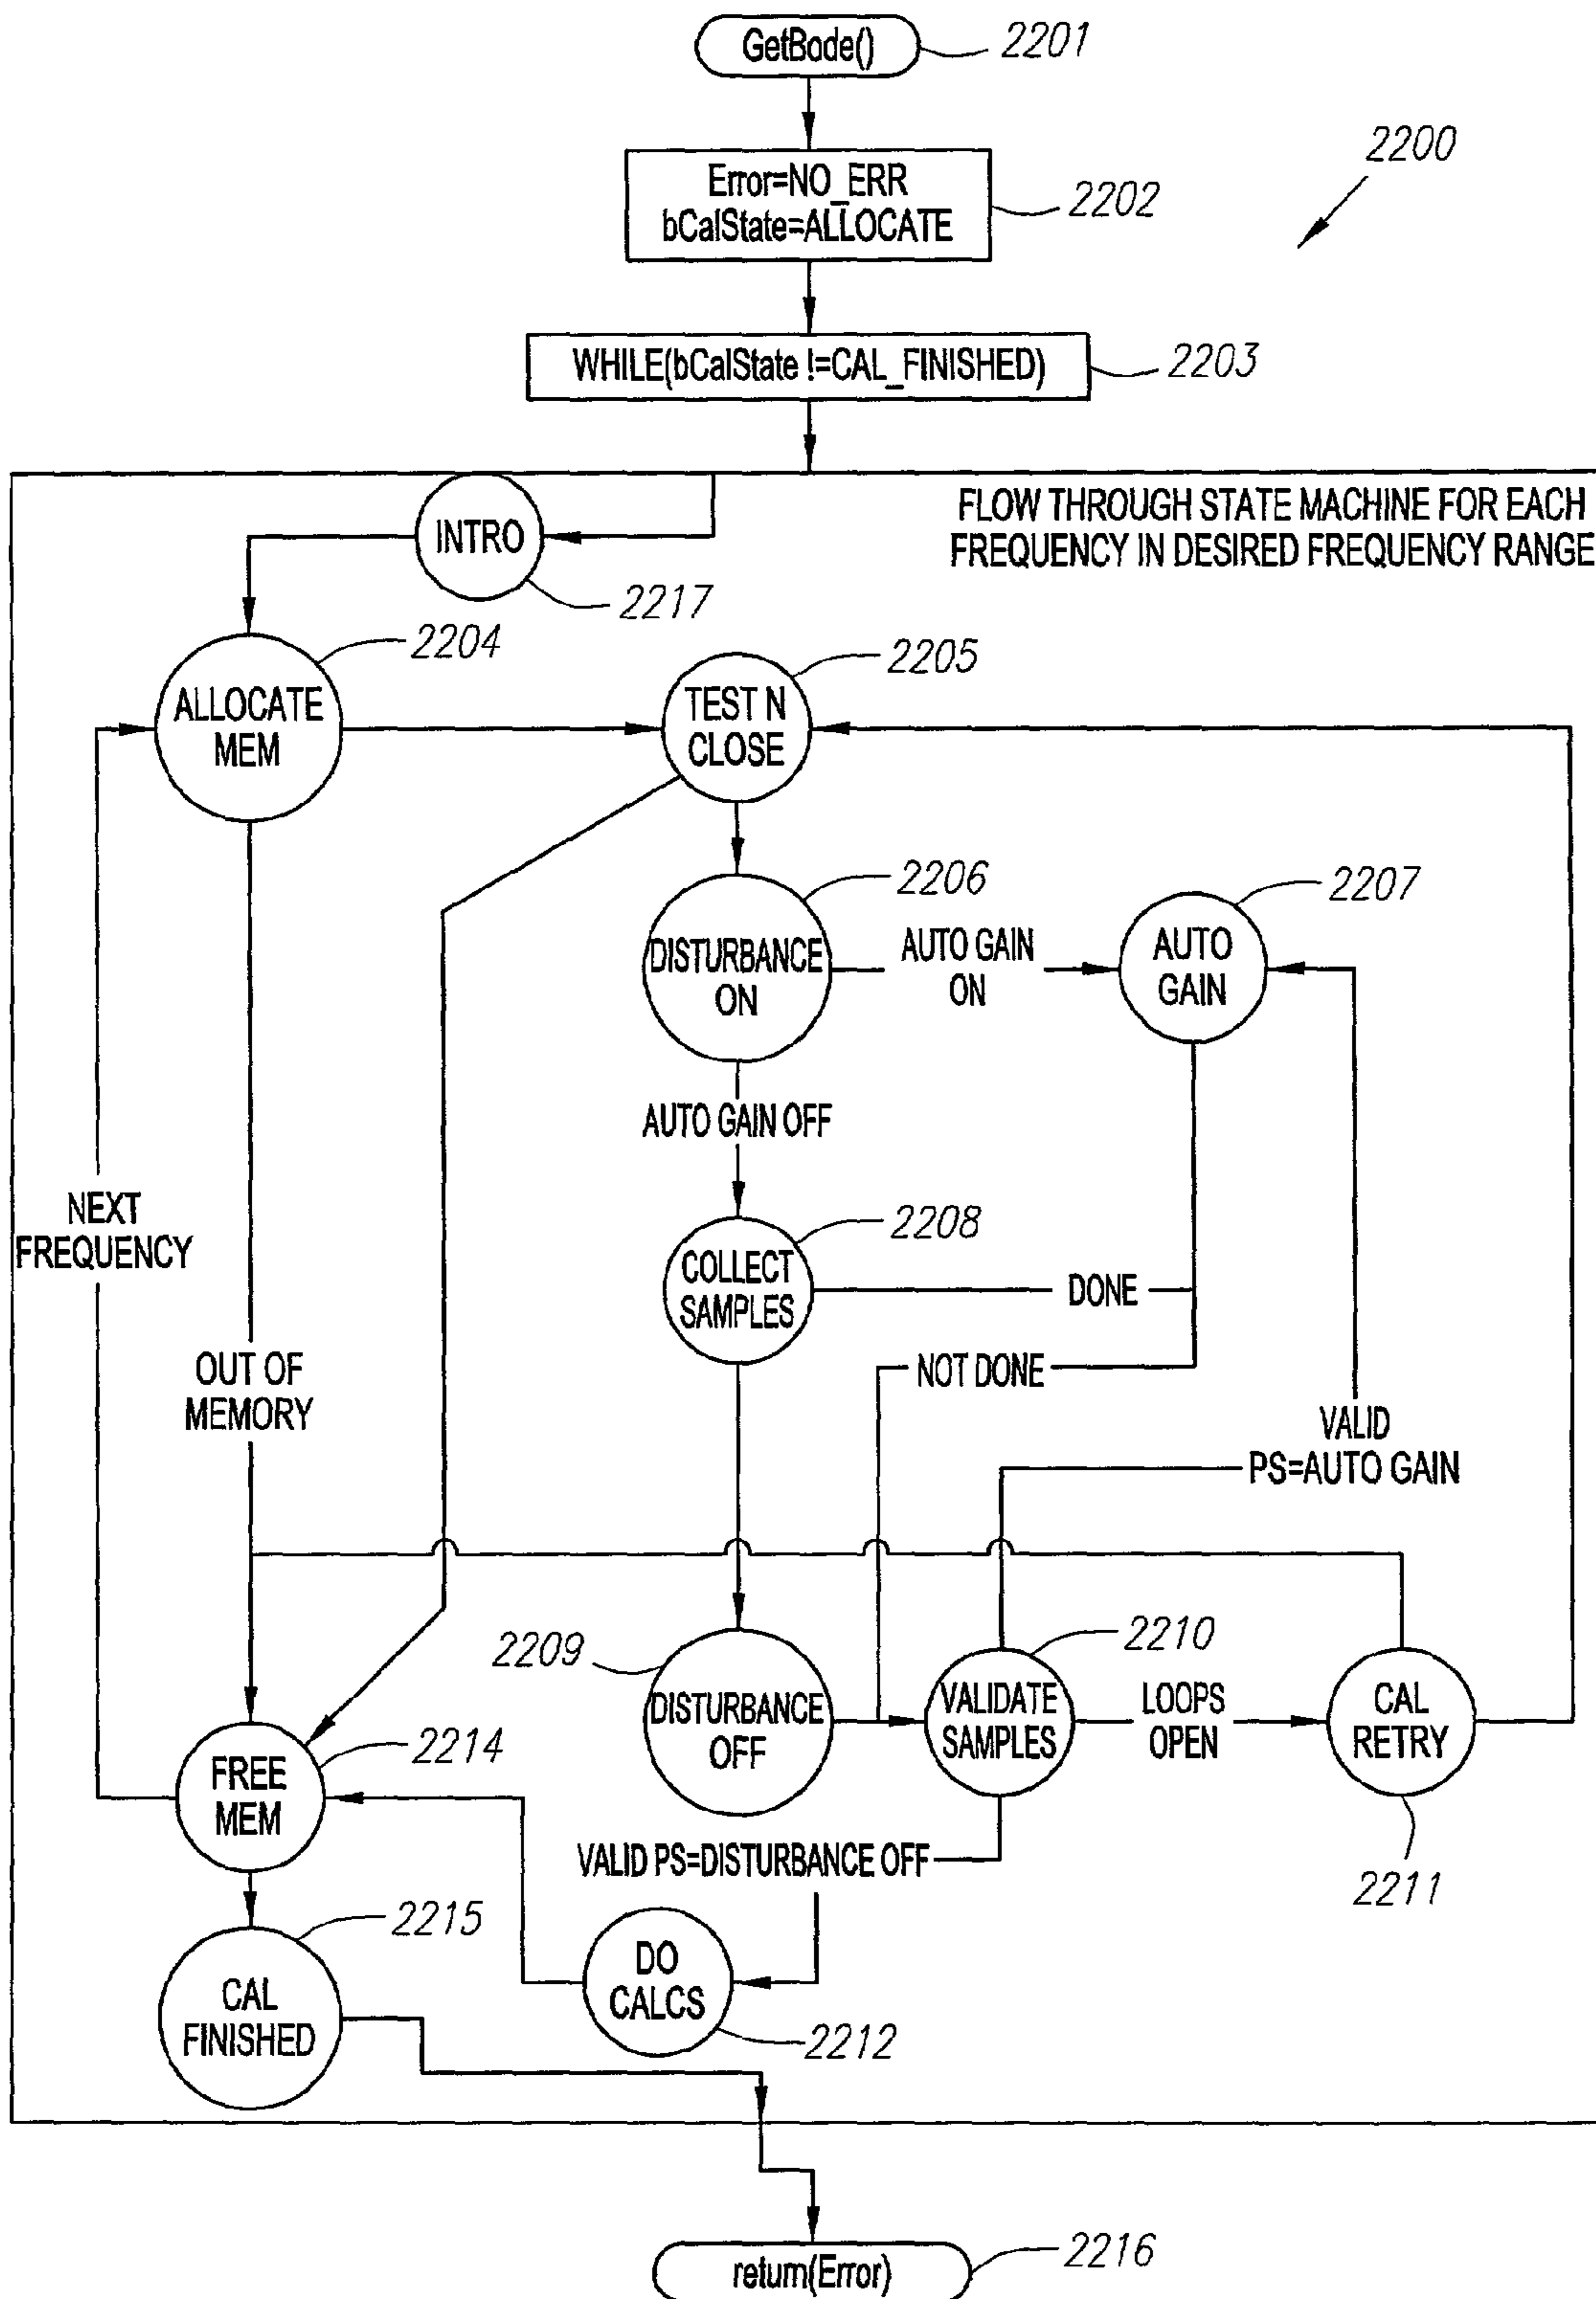 GetBode()
2201
2200
Error=NO_ERR
bCalState=ALLOCATE
2202
WHILE(bCalState !=CAL_FINISHED)
2203
FLOW THROUGH STATE MACHINE FOR EACH
FREQUENCY IN DESIRED FREQUENCY RANGE
INTRO
2217
2204
ALLOCATE
MEM
2205
TEST N
CLOSE
2206
DISTURBANCE
ON
AUTO GAIN
ON
2207
AUTO
GAIN
AUTO GAIN OFF
NEXT
FREQUENCY
2208
COLLECT
SAMPLES
DONE
OUT OF
MEMORY
NOT DONE
VALID
PS=AUTO GAIN
2209
DISTURBANCE
OFF
2210
VALIDATE
SAMPLES
LOOPS
OPEN
CAL
RETRY
2211
2214
FREE
MEM
VALID PS=DISTURBANCE OFF
2215
CAL
FINISHED
DO
CALCS
2212
return(Error)
2216